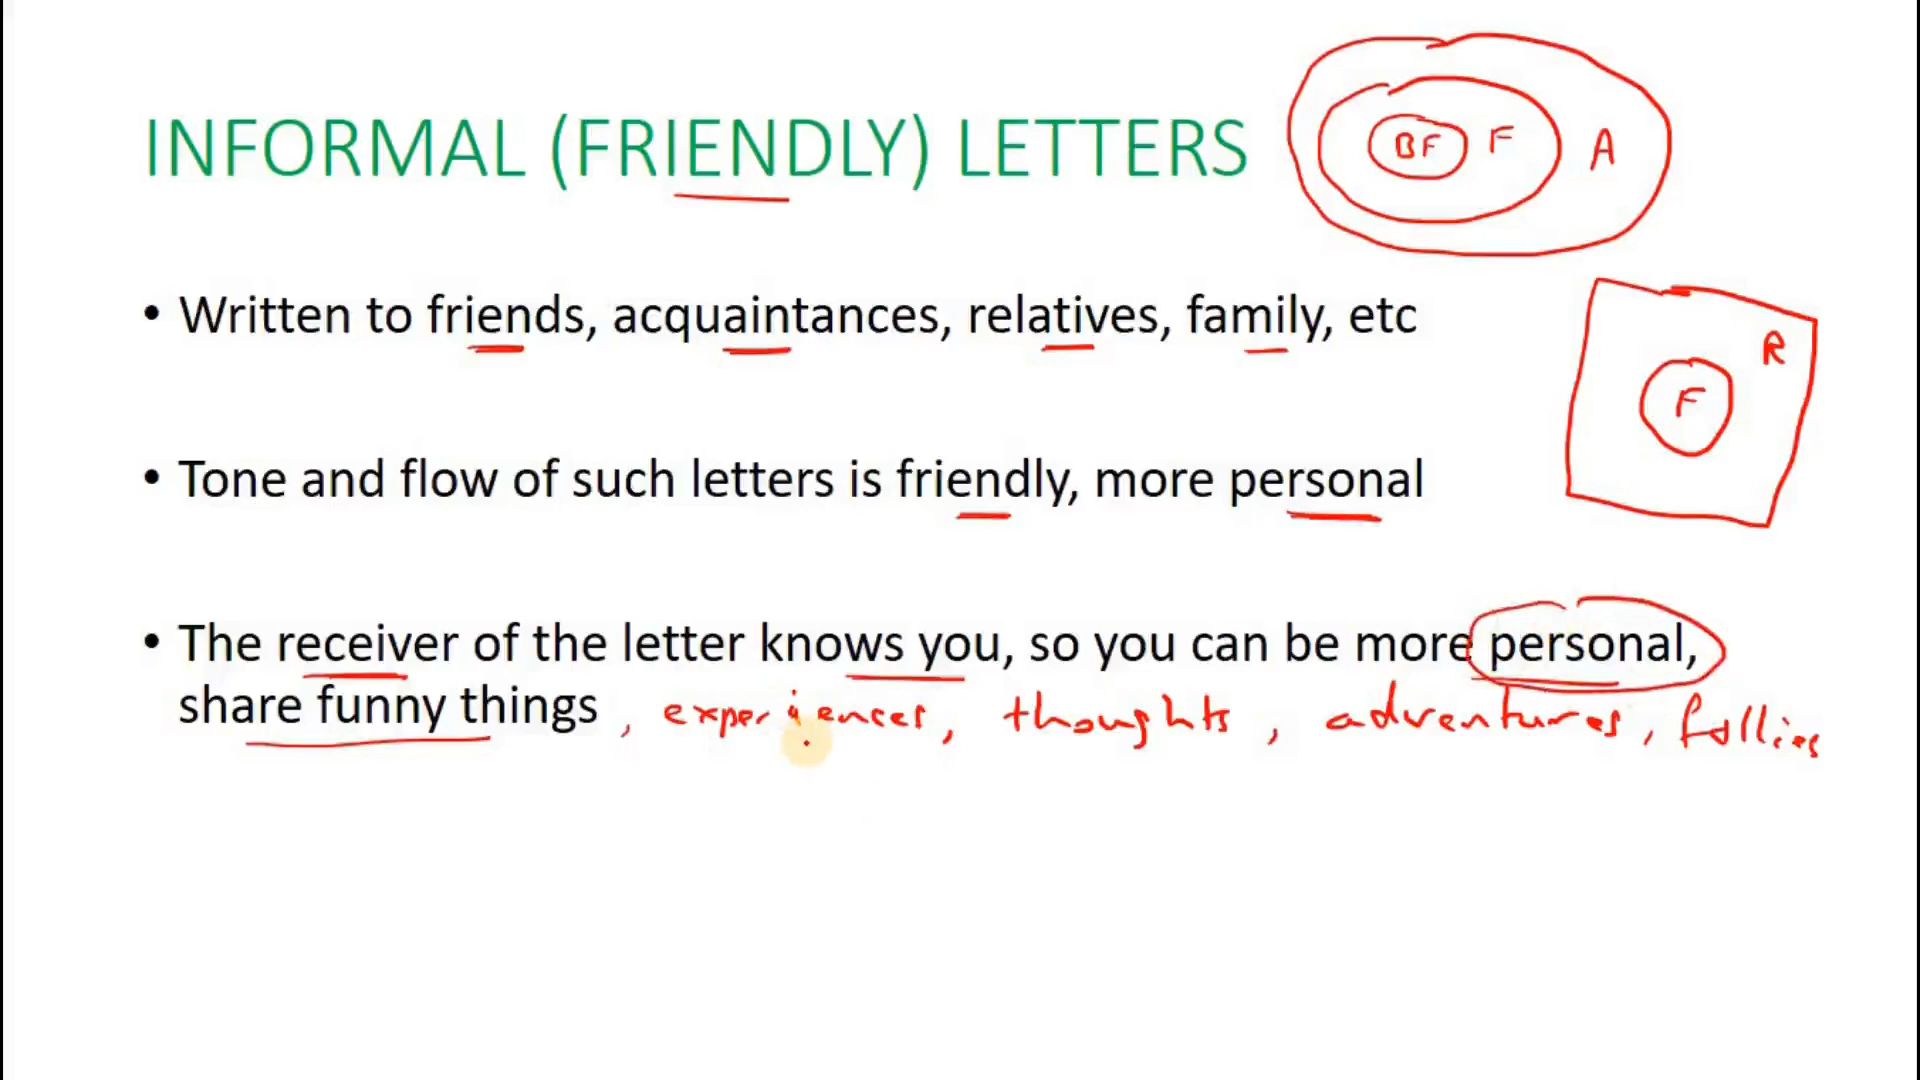 INFORMAL (FRIENDLY) LETTERS
BF F A
• Written to friends, acquaintances, relatives, family, etc
R
F
• Tone and flow of such letters is friendly, more personal
• The receiver of the letter knows you, so you can be more personal,
share funny things , experiences, thoughts, adventures, follies